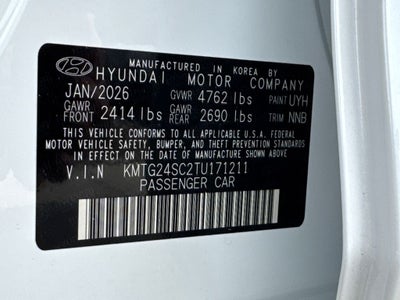 MANUFACTURED IN KOREA BY
HYUNDAI MOTOR COMPANY
JAN/2026 GVWR 4762 lbs PAINT UYH
GAWR FRONT 2414 lbs GAWR REAR 2690 lbs TRIM NNB
THIS VEHICLE CONFORMS TO ALL APPLICABLE U.S.A. FEDERAL
MOTOR VEHICLE SAFETY, BUMPER, AND THEFT PREVENTION
STANDARDS IN EFFECT ON THE DATE OF MANUFACTURE SHOWN ABOVE.
V.I.N KMTG24SC2TU171211
PASSENGER CAR